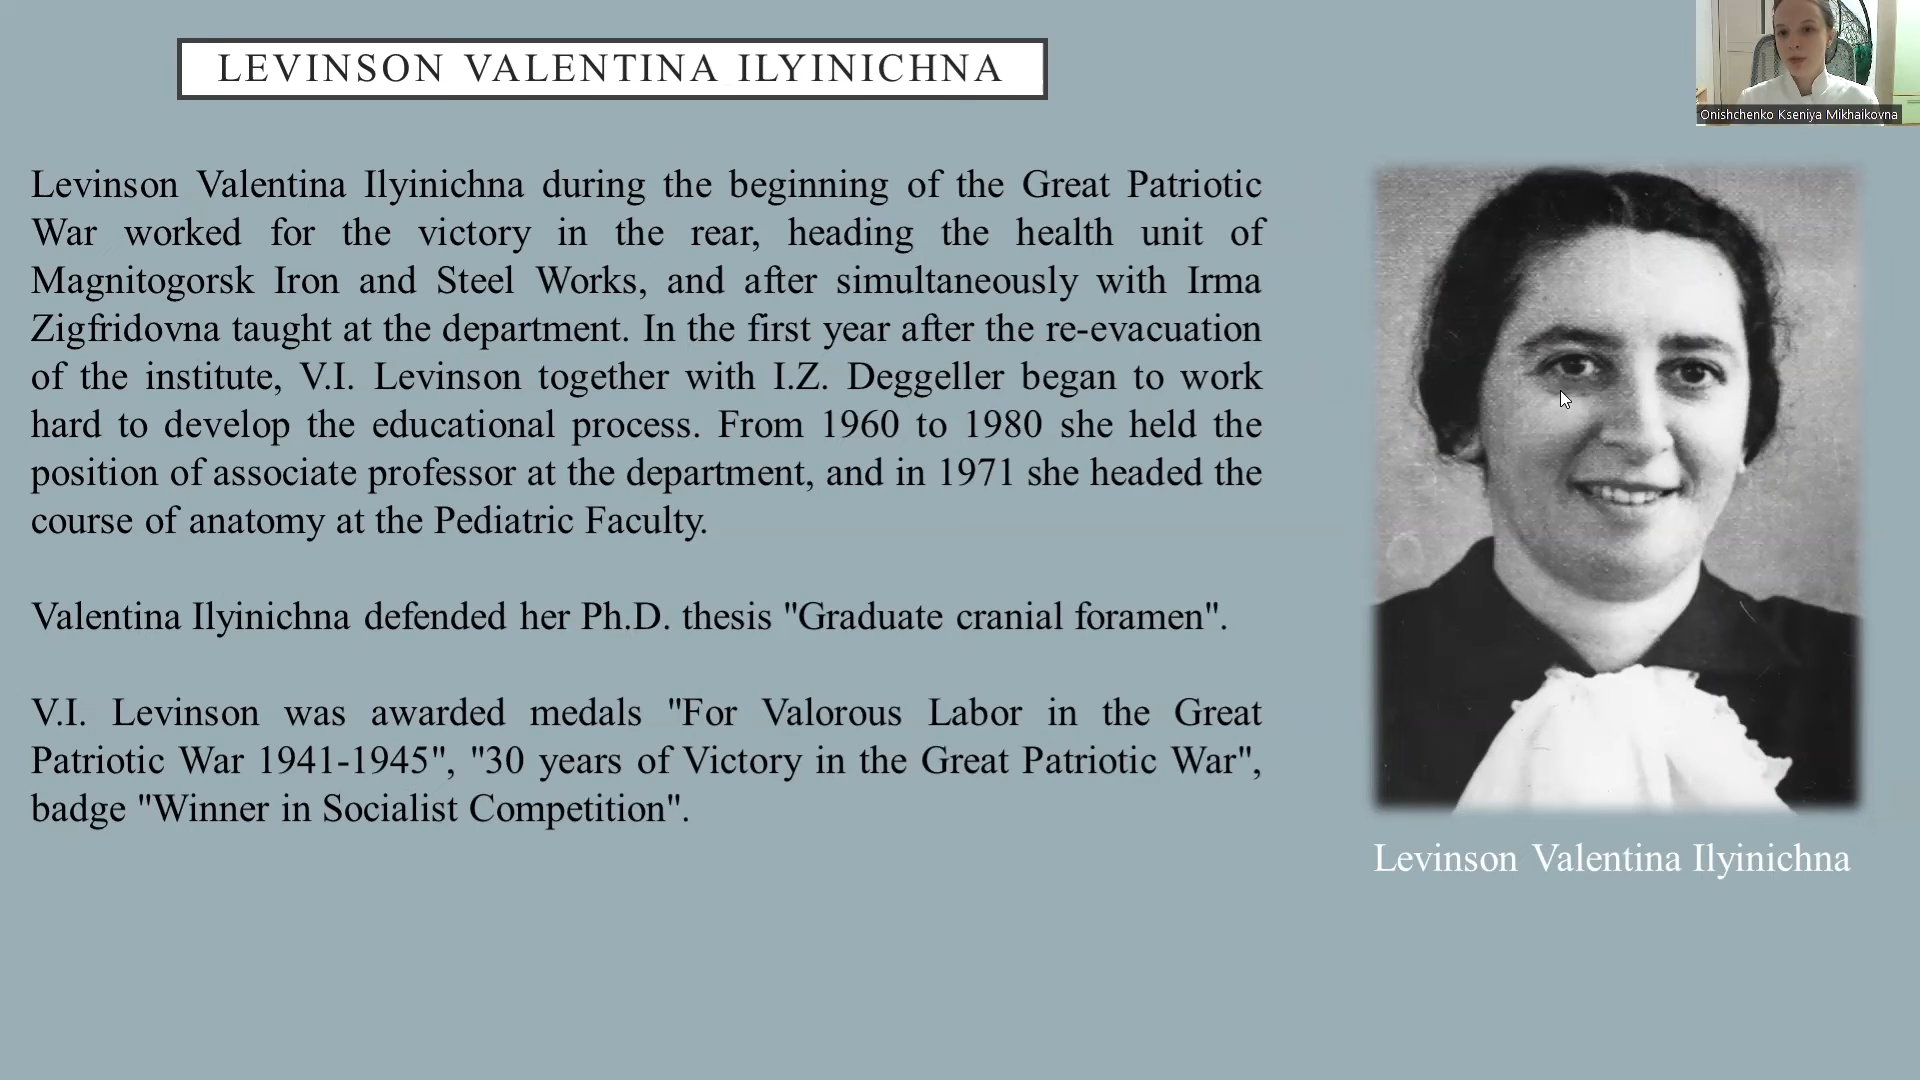 LEVINSON VALENTINA ILYINICHNA
Onishchenko Kseniya Mikhaikovna
Levinson Valentina Ilyinichna during the beginning of the Great Patriotic
War worked for the victory in the rear, heading the health unit of
Magnitogorsk Iron and Steel Works, and after simultaneously with Irma
Zigfridovna taught at the department. In the first year after the re-evacuation
of the institute, V.I. Levinson together with I.Z. Deggeller began to work
hard to develop the educational process. From 1960 to 1980 she held the
position of associate professor at the department, and in 1971 she headed the
course of anatomy at the Pediatric Faculty.
Valentina Ilyinichna defended her Ph.D. thesis "Graduate cranial foramen".
V.I. Levinson was awarded medals "For Valorous Labor in the Great
Patriotic War 1941-1945", "30 years of Victory in the Great Patriotic War",
badge "Winner in Socialist Competition".
Levinson Valentina Ilyinichna